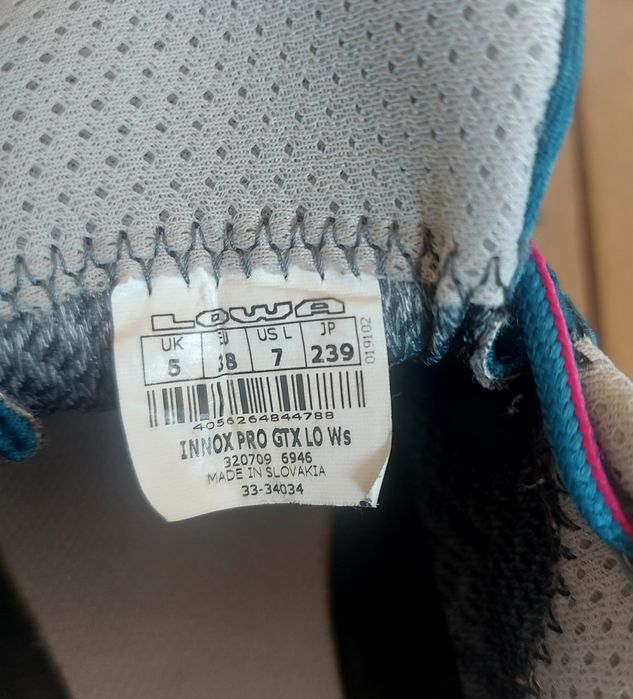 LOWA
UK EU US L JP
5 38 7 239
019102
4056264844788
INNOX PRO GTX LO Ws
320709 6946
MADE IN SLOVAKIA
33-34034